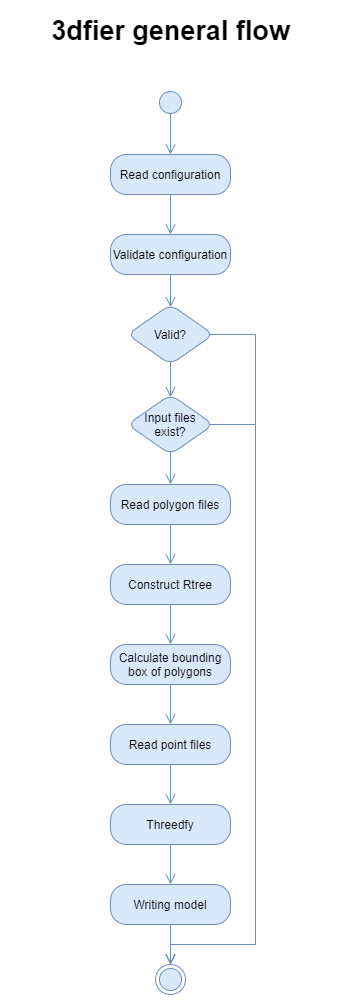 3dfier general flow
Read configuration
Validate configuration
Valid?
Input files
exist?
Read polygon files
Construct Rtree
Calculate bounding
box of polygons
Read point files
Threedfy
Writing model